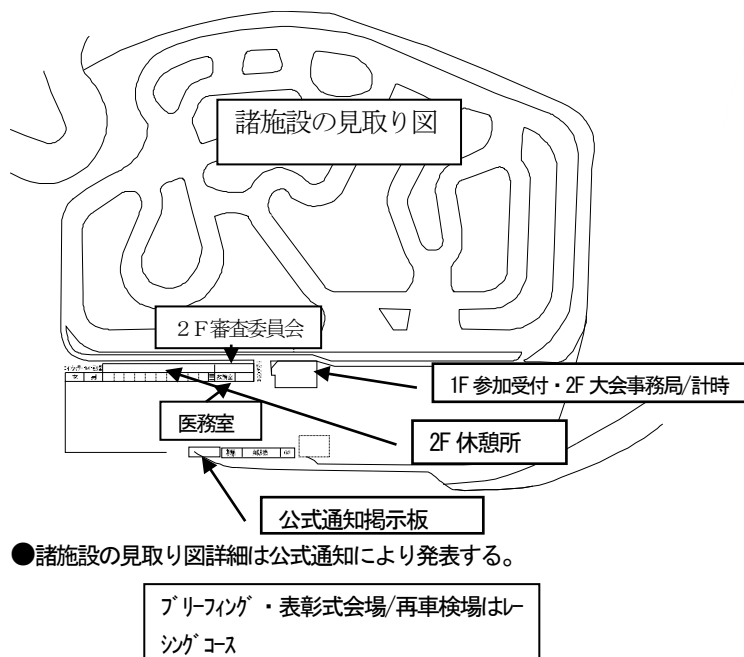 諸施設の見取り図
２Ｆ審査委員会
1F 参加受付・2F 大会事務局/計時
医務室
2F 休憩所
公式通知掲示板
●諸施設の見取り図詳細は公式通知により発表する。
ブリーフィング・表彰式会場/再車検場はレー
シングコース